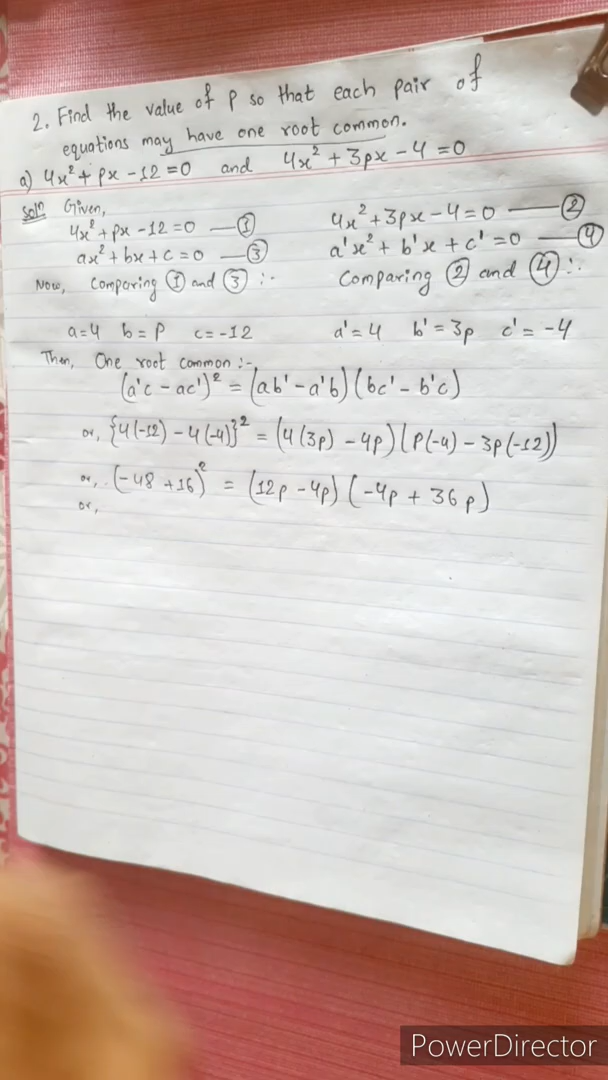 2. Find the value of P so that each pair of
equations may have one root common.
a) 4x² + px - 12 = 0 and 4x² + 3px - 4 = 0
Solⁿ Given,
4x² + px - 12 = 0 — ①
4x² + 3px - 4 = 0 — ②
ax² + bx + c = 0 — ③
a'x² + b'x + c' = 0 — ④
Now, Comparing ① and ③ :-
Comparing ② and ④ :-
a=4 b=P c=-12
a'=4 b'=3p c'=-4
Then, One root common :-
(a'c - ac')² = (ab' - a'b) (bc' - b'c)
or, {4(-12) - 4(-4)}² = (4(3p) - 4p) (P(-4) - 3p(-12))
or, (-48 + 16)² = (12p - 4p) (-4p + 36p)
or,
PowerDirector